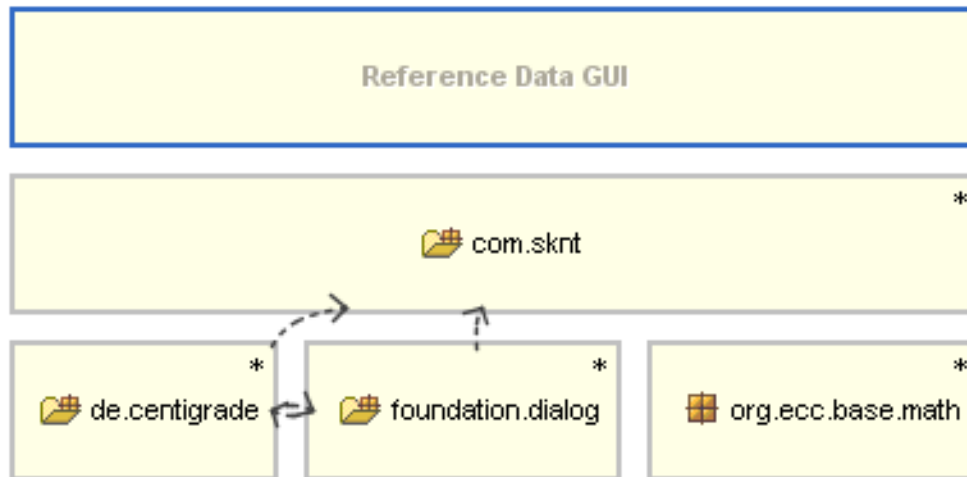 Reference Data GUI
*
com.sknt
* * *
de.centigrade foundation.dialog org.ecc.base.math